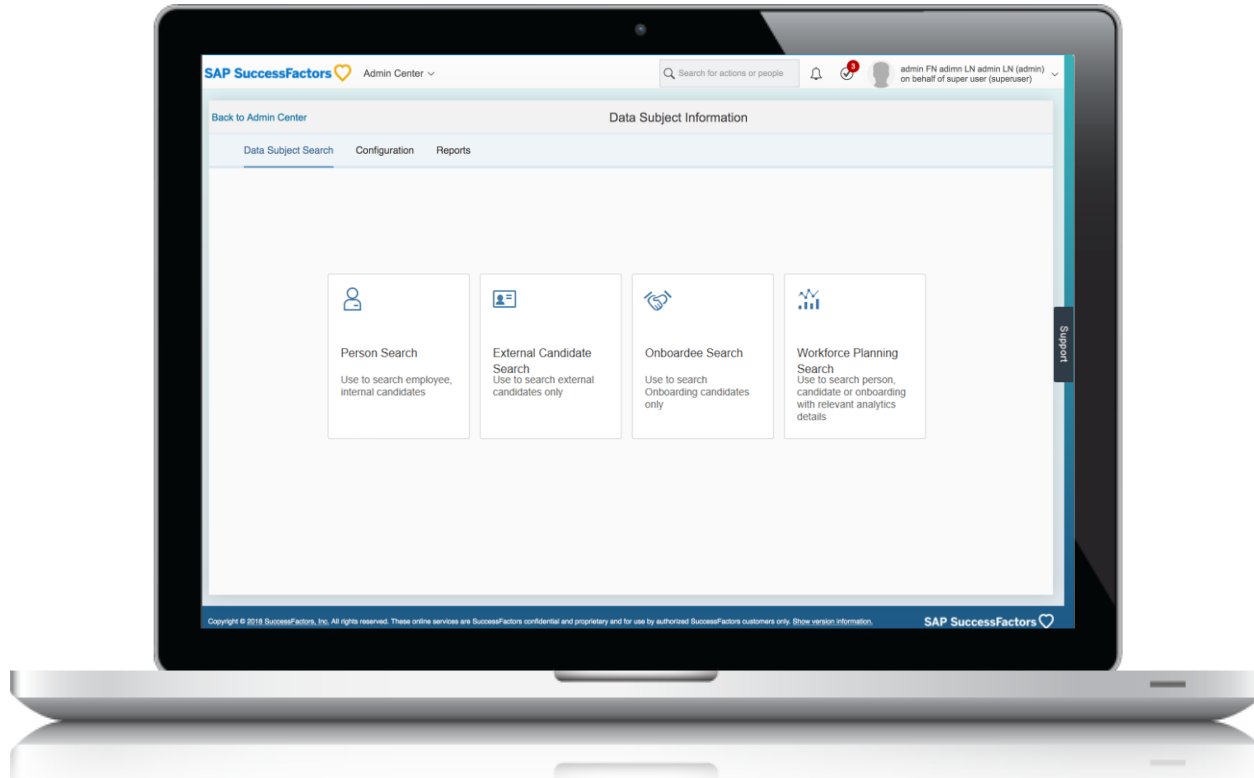 SAP SuccessFactors Admin Center
Search for actions or people
3
admin FN adimn LN admin LN (admin)
on behalf of super user (superuser)
Back to Admin Center
Data Subject Information
Data Subject Search Configuration Reports
Person Search
Use to search employee,
internal candidates
External Candidate
Search
Use to search external
candidates only
Onboardee Search
Use to search
Onboarding candidates
only
Workforce Planning
Search
Use to search person,
candidate or onboarding
with relevant analytics
details
Support
Copyright © 2018 SuccessFactors, Inc. All rights reserved. These online services are SuccessFactors confidential and proprietary and for use by authorized SuccessFactors customers only. Show version information.
SAP SuccessFactors